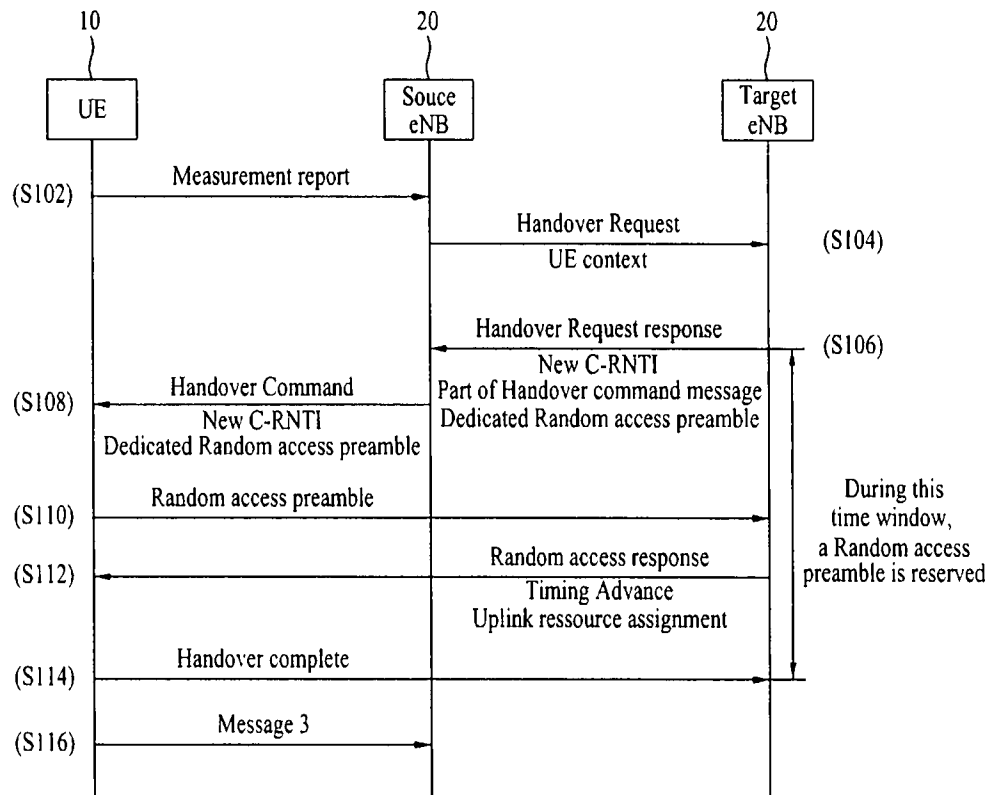 10
20
20
UE
Souce
eNB
Target
eNB
(S102)
Measurement report
Handover Request
(S104)
UE context
Handover Request response
(S106)
New C-RNTI
Part of Handover command message
Dedicated Random access preamble
(S108)
Handover Command
New C-RNTI
Dedicated Random access preamble
(S110)
Random access preamble
During this
time window,
a Random access
preamble is reserved
(S112)
Random access response
Timing Advance
Uplink ressource assignment
(S114)
Handover complete
(S116)
Message 3